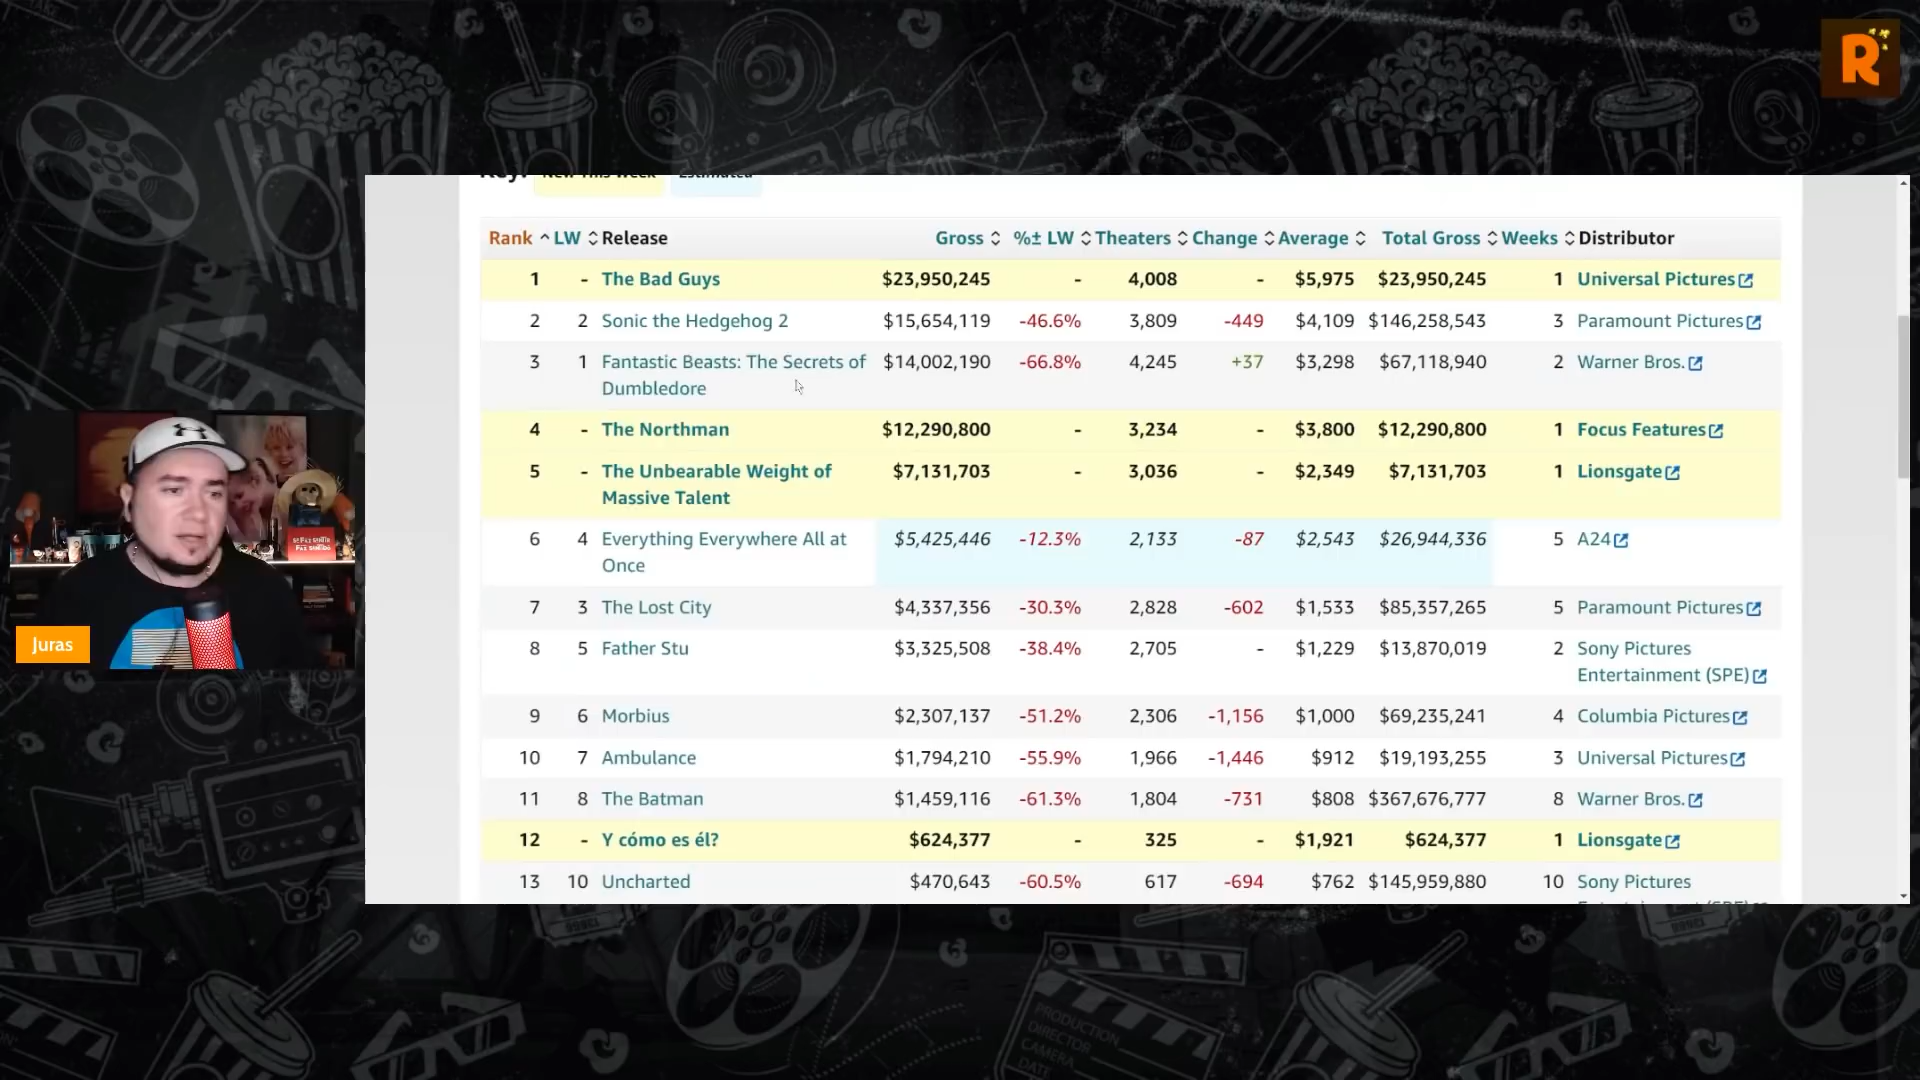 R
Key: New This Week Estimated
Rank LW Release Gross %± LW Theaters Change Average Total Gross Weeks Distributor
1 - The Bad Guys $23,950,245 - 4,008 - $5,975 $23,950,245 1 Universal Pictures
2 2 Sonic the Hedgehog 2 $15,654,119 -46.6% 3,809 -449 $4,109 $146,258,543 3 Paramount Pictures
3 1 Fantastic Beasts: The Secrets of $14,002,190 -66.8% 4,245 +37 $3,298 $67,118,940 2 Warner Bros.
Dumbledore
4 - The Northman $12,290,800 - 3,234 - $3,800 $12,290,800 1 Focus Features
5 - The Unbearable Weight of $7,131,703 - 3,036 - $2,349 $7,131,703 1 Lionsgate
Massive Talent
6 4 Everything Everywhere All at $5,425,446 -12.3% 2,133 -87 $2,543 $26,944,336 5 A24
Once
7 3 The Lost City $4,337,356 -30.3% 2,828 -602 $1,533 $85,357,265 5 Paramount Pictures
8 5 Father Stu $3,325,508 -38.4% 2,705 - $1,229 $13,870,019 2 Sony Pictures
Entertainment (SPE)
9 6 Morbius $2,307,137 -51.2% 2,306 -1,156 $1,000 $69,235,241 4 Columbia Pictures
10 7 Ambulance $1,794,210 -55.9% 1,966 -1,446 $912 $19,193,255 3 Universal Pictures
11 8 The Batman $1,459,116 -61.3% 1,804 -731 $808 $367,676,777 8 Warner Bros.
12 - Y cómo es él? $624,377 - 325 - $1,921 $624,377 1 Lionsgate
13 10 Uncharted $470,643 -60.5% 617 -694 $762 $145,959,880 10 Sony Pictures
Juras
PRODUCTION
DIRECTOR
CAMERA
DATE